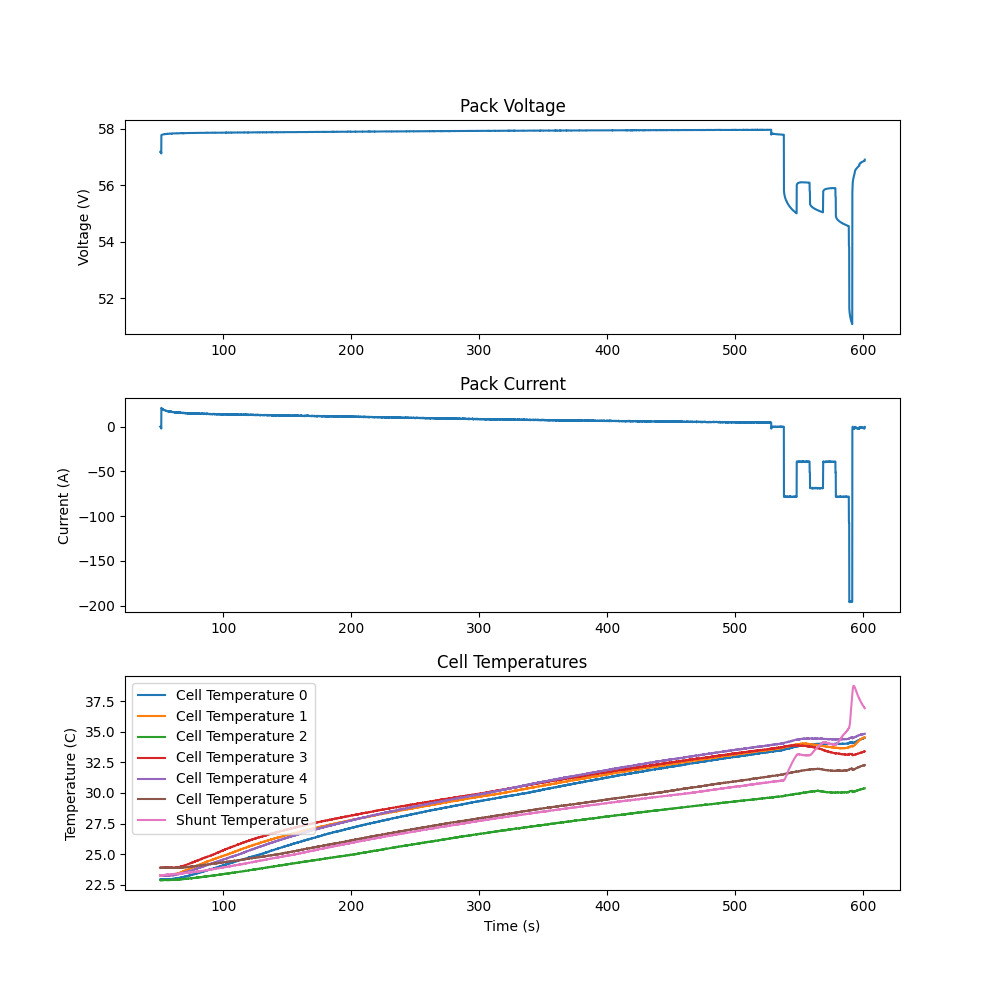 Pack Voltage
Voltage (V)
58
56
54
52
100 200 300 400 500 600
Pack Current
Current (A)
0
−50
−100
−150
−200
100 200 300 400 500 600
Cell Temperatures
Temperature (C)
37.5
35.0
32.5
30.0
27.5
25.0
22.5
Cell Temperature 0
Cell Temperature 1
Cell Temperature 2
Cell Temperature 3
Cell Temperature 4
Cell Temperature 5
Shunt Temperature
100 200 300 400 500 600
Time (s)